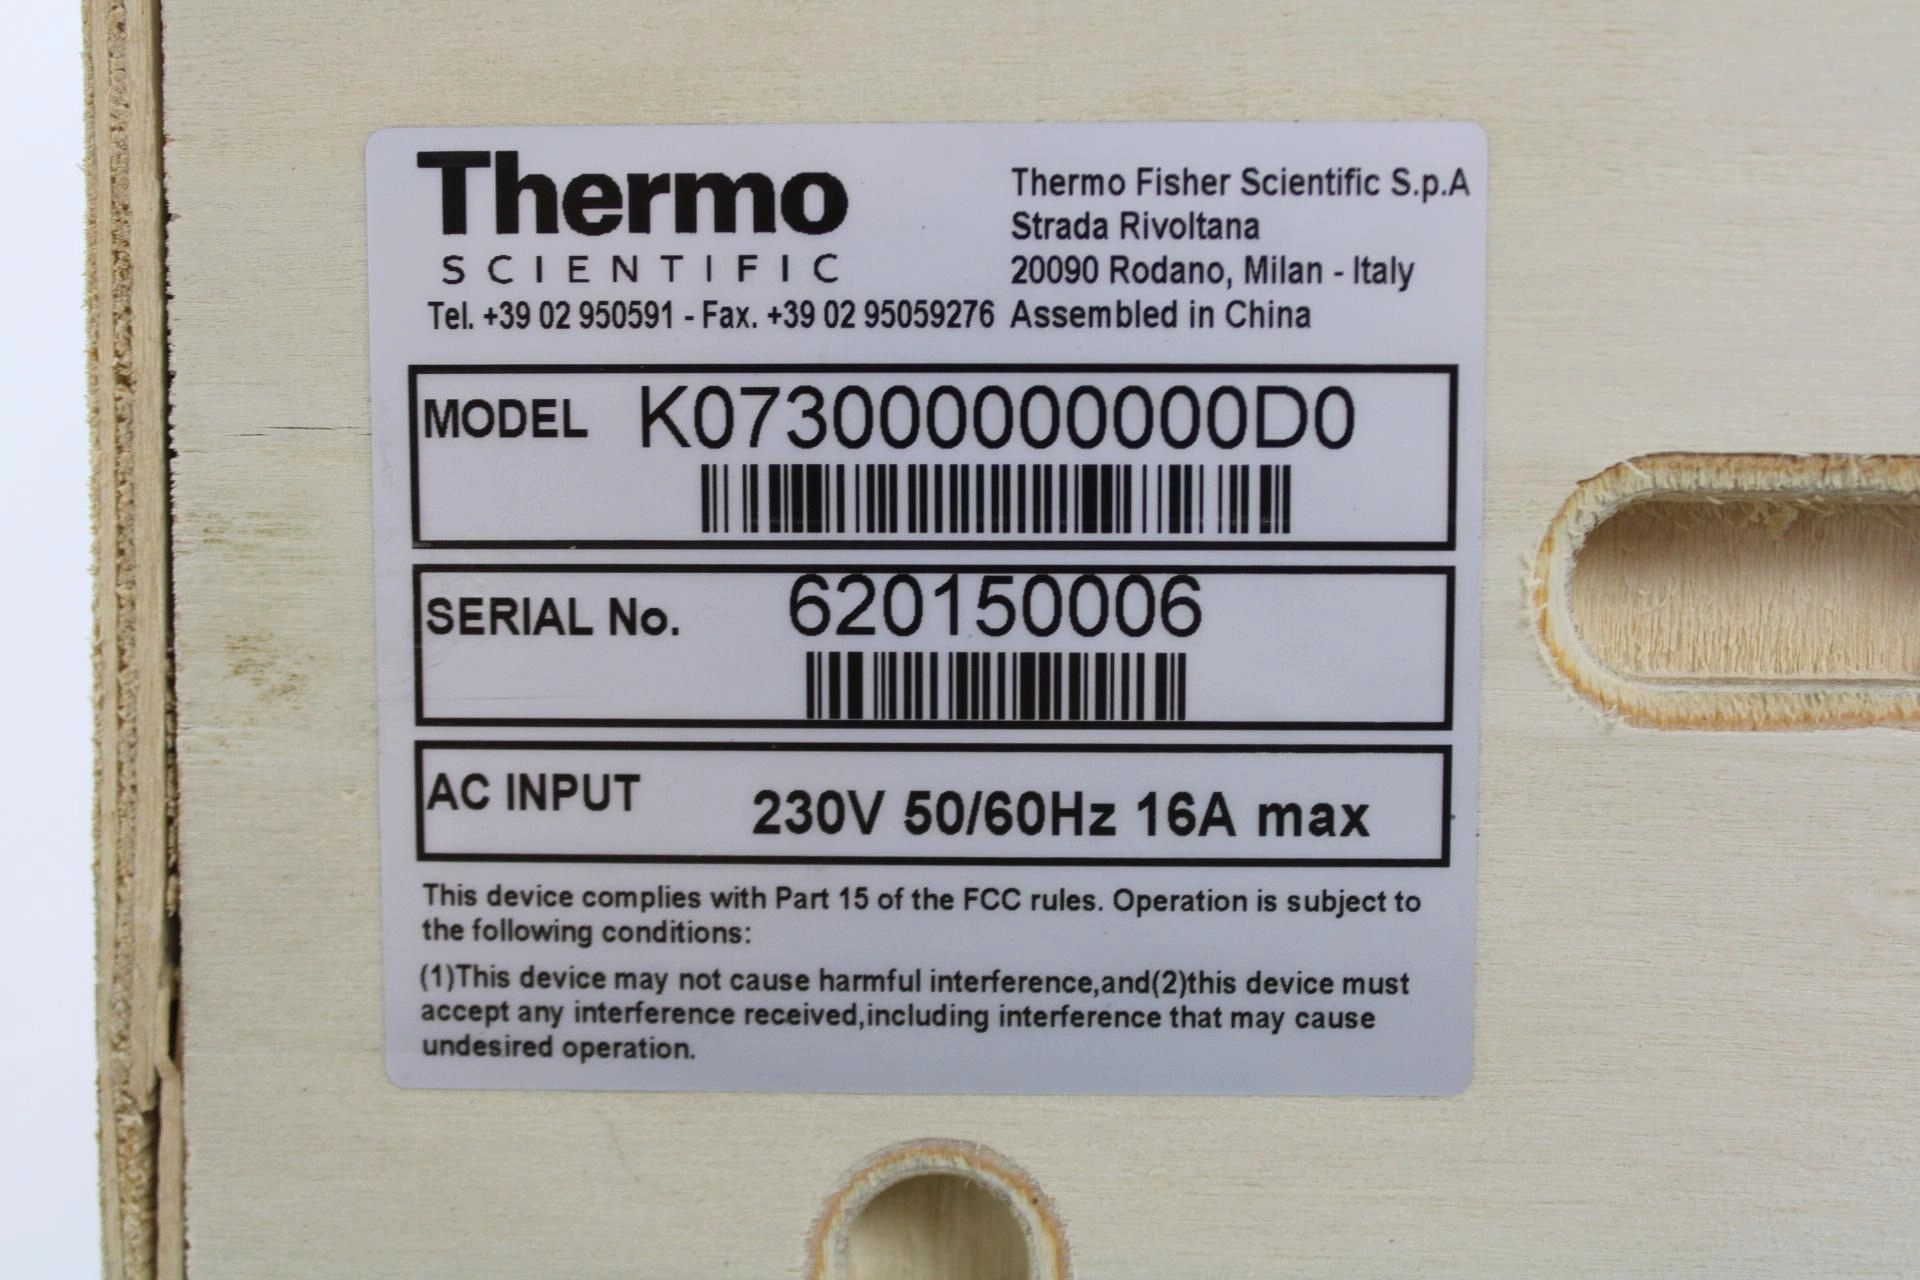 Thermo
SCIENTIFIC
Tel. +39 02 950591 - Fax. +39 02 95059276
Thermo Fisher Scientific S.p.A
Strada Rivoltana
20090 Rodano, Milan - Italy
Assembled in China
MODEL K073000000000D0
SERIAL No. 620150006
AC INPUT 230V 50/60Hz 16A max
This device complies with Part 15 of the FCC rules. Operation is subject to
the following conditions:
(1)This device may not cause harmful interference,and(2)this device must
accept any interference received,including interference that may cause
undesired operation.